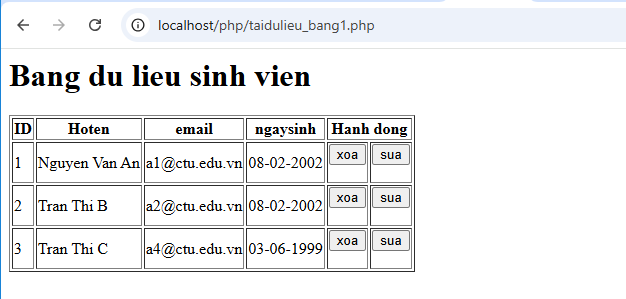 localhost/php/taidulieu_bang1.php
Bang du lieu sinh vien
ID Hoten email ngaysinh Hanh dong
1 Nguyen Van An a1@ctu.edu.vn 08-02-2002 xoa sua
2 Tran Thi B a2@ctu.edu.vn 08-02-2002 xoa sua
3 Tran Thi C a4@ctu.edu.vn 03-06-1999 xoa sua